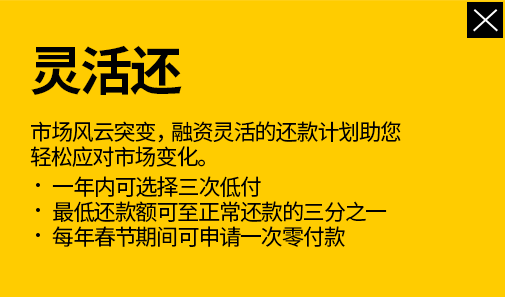 灵活还
市场风云突变，融资灵活的还款计划助您
轻松应对市场变化。
· 一年内可选择三次低付
· 最低还款额可至正常还款的三分之一
· 每年春节期间可申请一次零付款